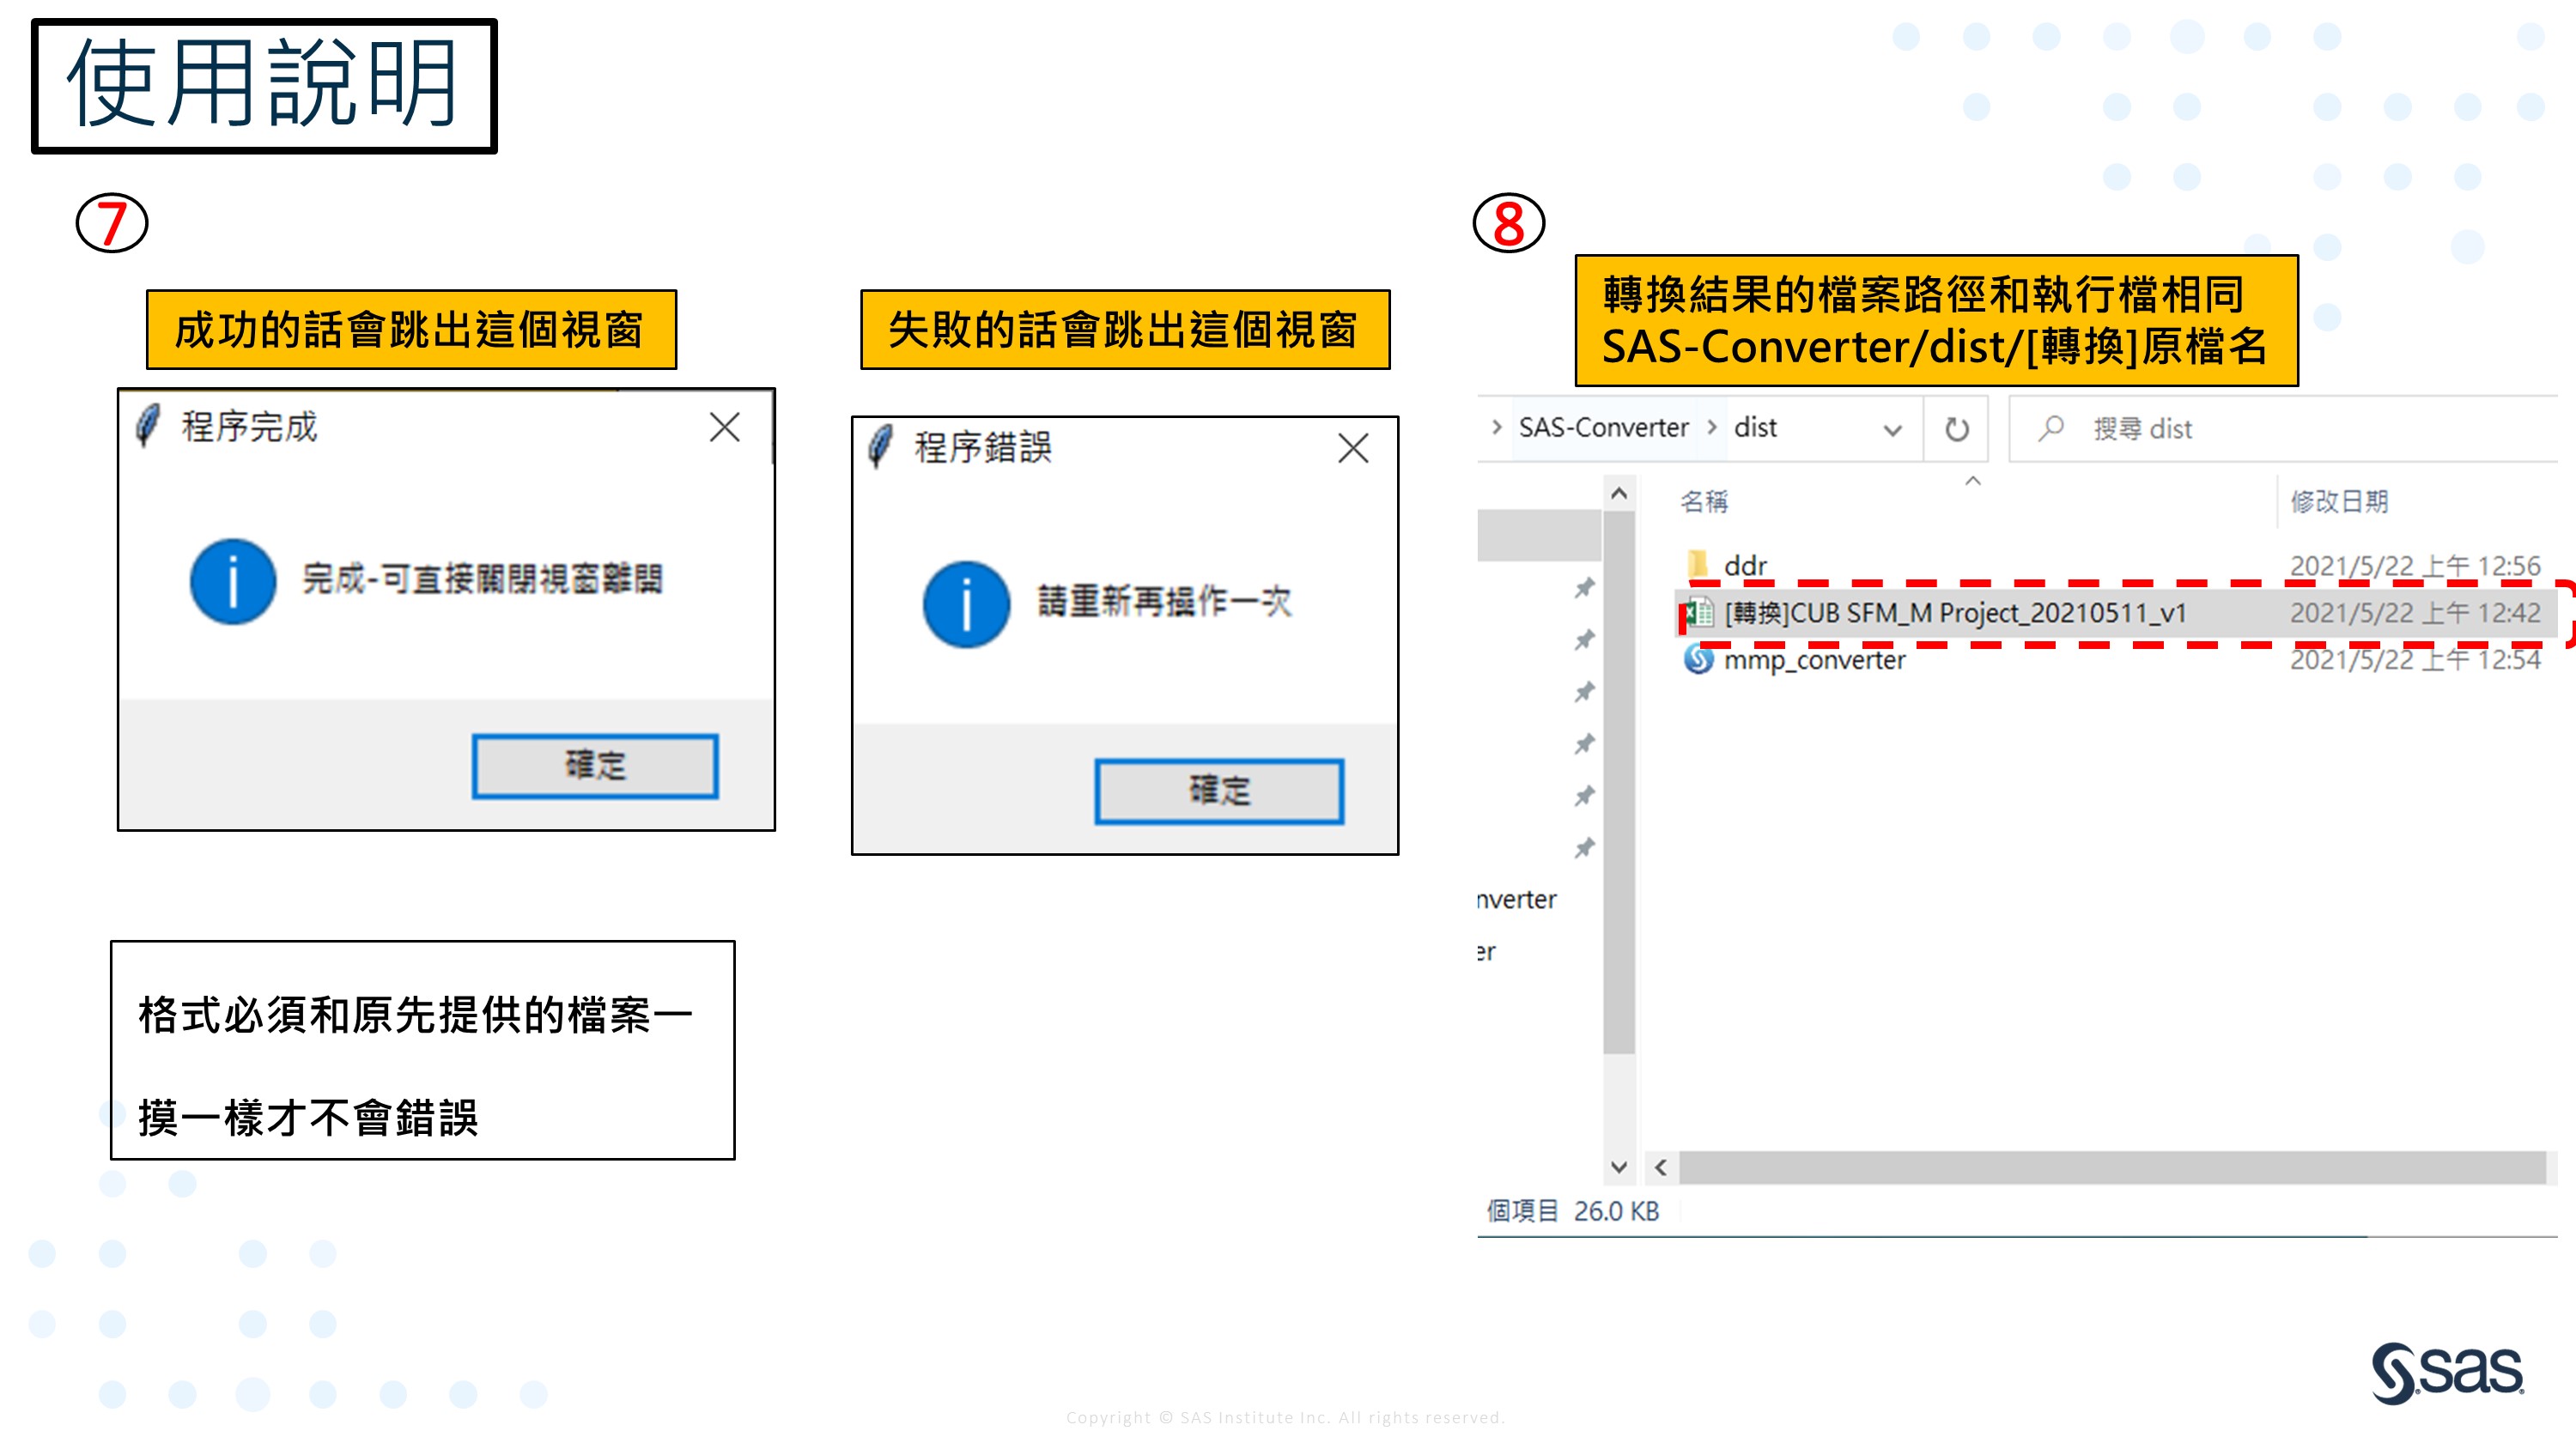 使用說明
7
成功的話會跳出這個視窗
程序完成
完成-可直接關閉視窗離開
確定
失敗的話會跳出這個視窗
程序錯誤
請重新再操作一次
確定
格式必須和原先提供的檔案一
摸一樣才不會錯誤
8
轉換結果的檔案路徑和執行檔相同
SAS-Converter/dist/[轉換]原檔名
SAS-Converter > dist
搜尋 dist
名稱 修改日期
ddr 2021/5/22 上午 12:56
[轉換]CUB SFM_M Project_20210511_v1 2021/5/22 上午 12:42
mmp_converter 2021/5/22 上午 12:54
nverter
er
個項目 26.0 KB
sas
Copyright © SAS Institute Inc. All rights reserved.